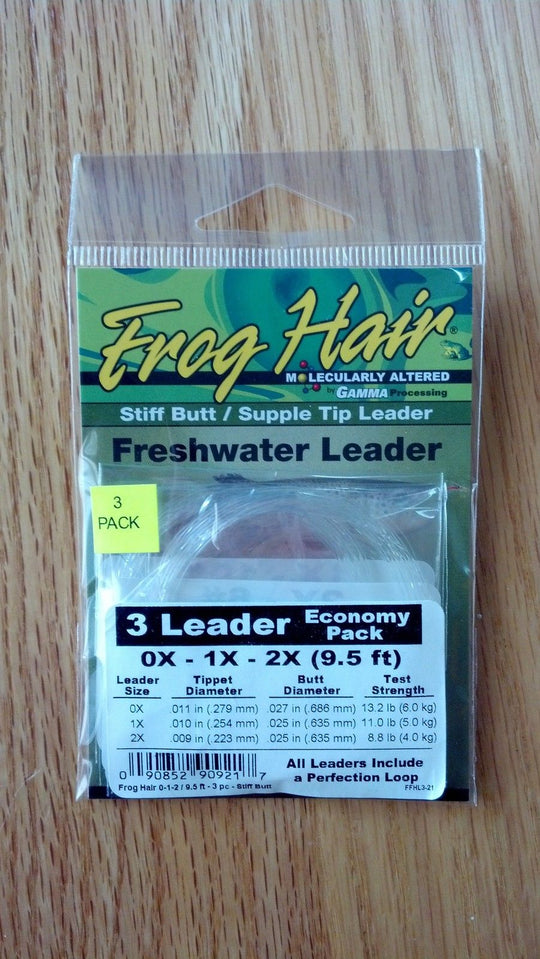 Frog Hair®
MOLECULARLY ALTERED
by GAMMA Processing
Stiff Butt / Supple Tip Leader
Freshwater Leader
3
PACK
3 Leader Economy Pack
0X - 1X - 2X (9.5 ft)
Leader Size Tippet Diameter Butt Diameter Test Strength
0X .011 in (.279 mm) .027 in (.686 mm) 13.2 lb (6.0 kg)
1X .010 in (.254 mm) .025 in (.635 mm) 11.0 lb (5.0 kg)
2X .009 in (.223 mm) .025 in (.635 mm) 8.8 lb (4.0 kg)
0 90852 90921 7
All Leaders Include
a Perfection Loop
Frog Hair 0-1-2 / 9.5 ft - 3 pc - Stiff Butt
FFHL3-21